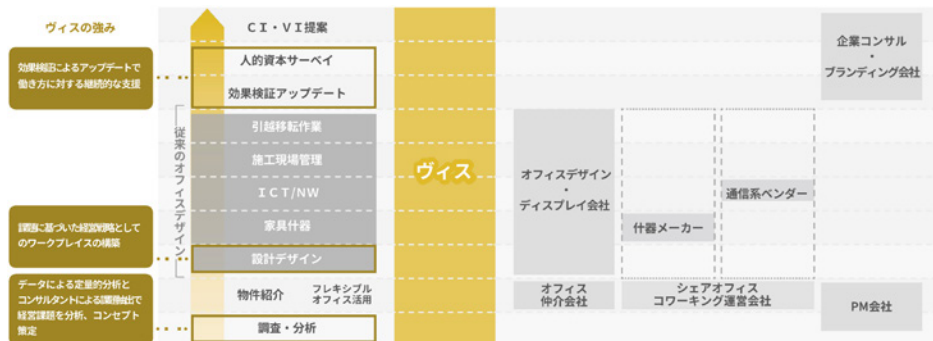 ヴィスの強み
効果検証によるアップデートで
働き方に対する継続的な支援
課題に基づいた経営戦略として
のワークプレイスの構築
データによる定量的分析と
コンサルタントによる課題抽出で
経営課題を分析、コンセプト
策定
従来のオフィスデザイン
CI・VI提案
人的資本サーベイ
効果検証アップデート
引越移転作業
施工現場管理
ICT/NW
家具什器
設計デザイン
物件紹介
フレキシブル
オフィス活用
調査・分析
ヴィス
オフィスデザイン
・
ディスプレイ会社
什器メーカー
通信系ベンダー
企業コンサル
・
ブランディング会社
オフィス
仲介会社
シェアオフィス
コワーキング運営会社
PM会社